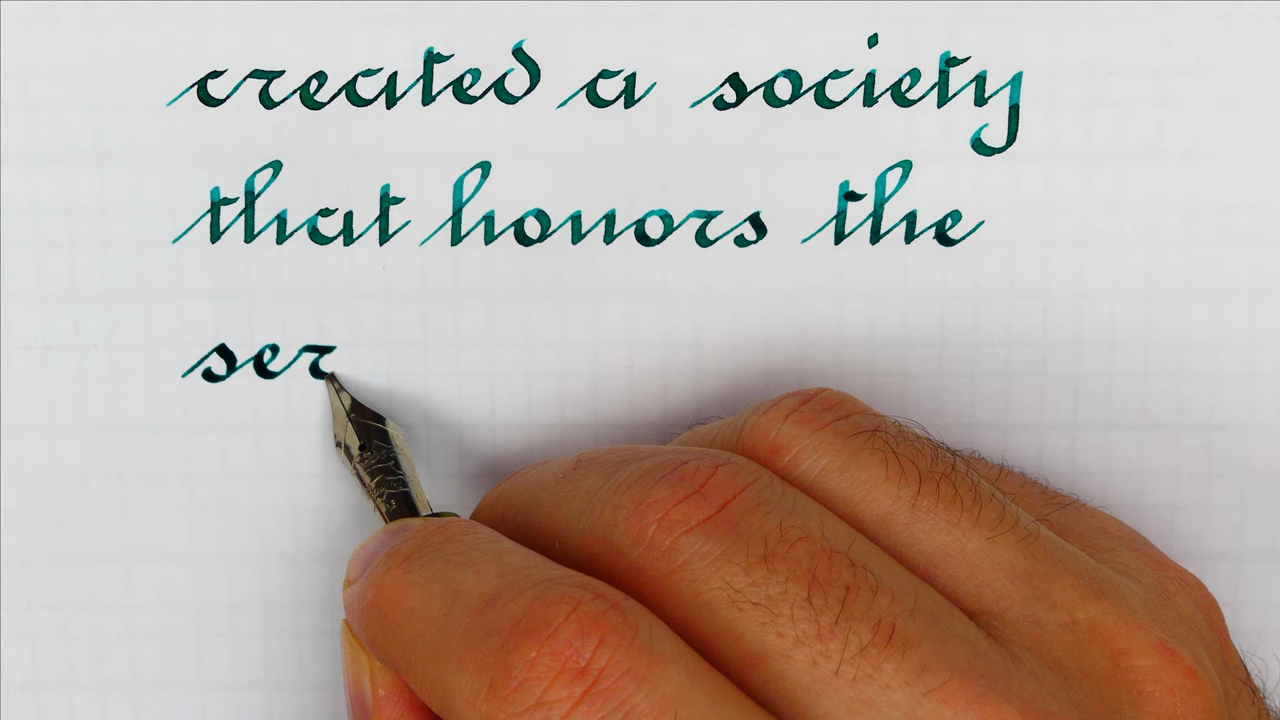 created a society
that honors the
ser